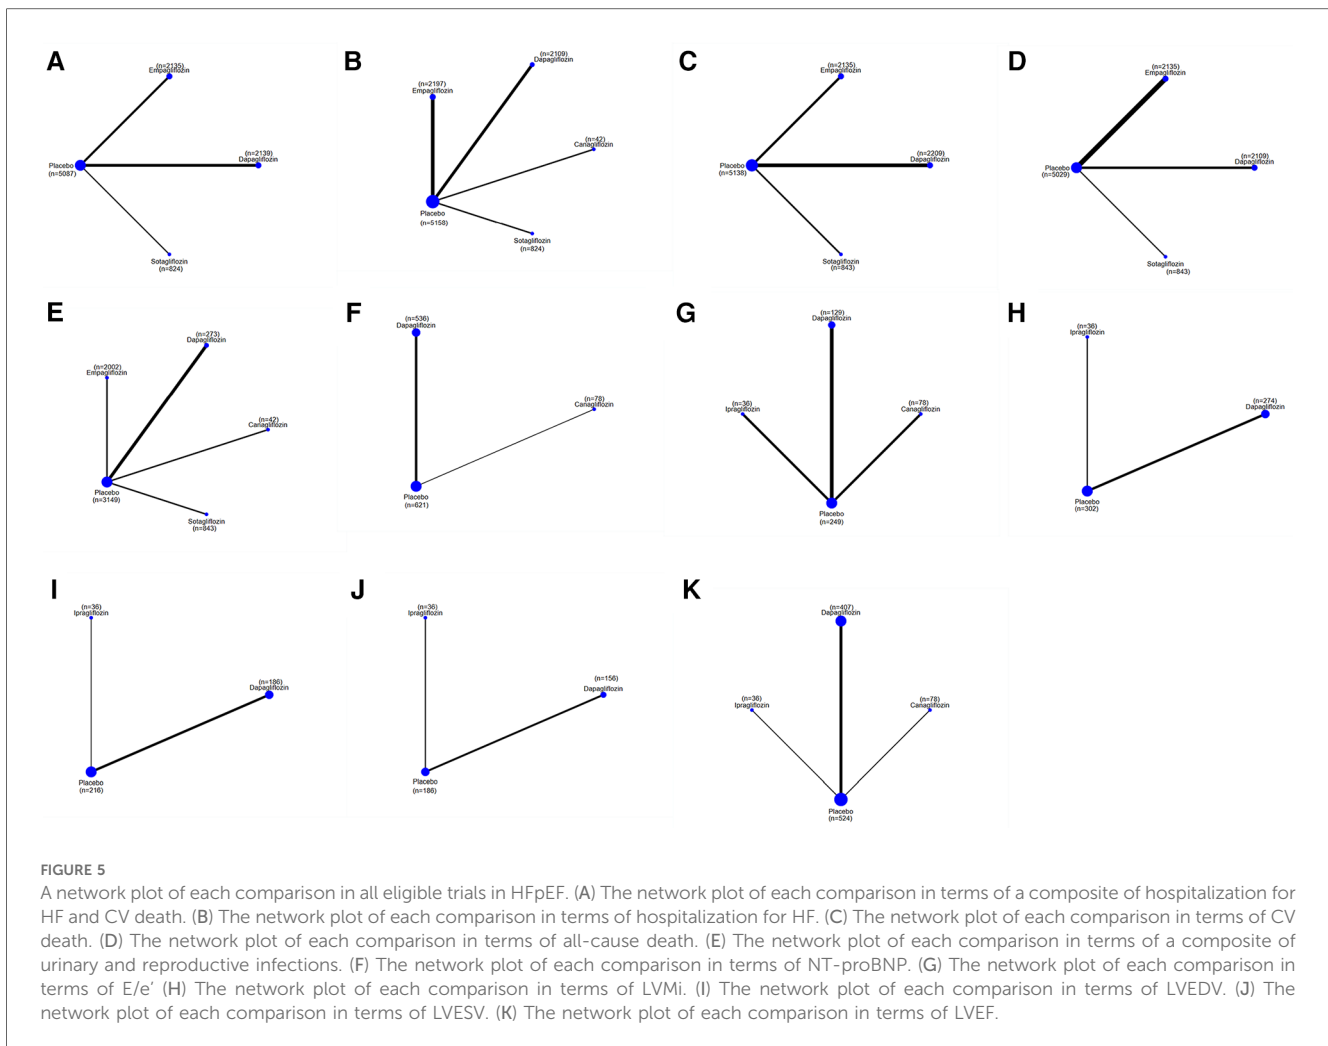 A
(n=2135)
Empagliflozin
Placebo
(n=5087)
(n=2139)
Dapagliflozin
Sotagliflozin
(n=824)
B
(n=2109)
Dapagliflozin
(n=2197)
Empagliflozin
(n=42)
Canagliflozin
Placebo
(n=5158)
Sotagliflozin
(n=824)
C
(n=2135)
Empagliflozin
Placebo
(n=5138)
(n=2209)
Dapagliflozin
Sotagliflozin
(n=843)
D
(n=2135)
Empagliflozin
Placebo
(n=5029)
(n=2109)
Dapagliflozin
Sotagliflozin
(n=843)
E
(n=273)
Dapagliflozin
(n=2002)
Empagliflozin
(n=42)
Canagliflozin
Placebo
(n=3149)
Sotagliflozin
(n=843)
F
(n=536)
Dapagliflozin
(n=78)
Canagliflozin
Placebo
(n=621)
G
(n=129)
Dapagliflozin
(n=36)
Ipragliflozin
(n=78)
Canagliflozin
Placebo
(n=249)
H
(n=36)
Ipragliflozin
(n=274)
Dapagliflozin
Placebo
(n=302)
I
(n=36)
Ipragliflozin
(n=186)
Dapagliflozin
Placebo
(n=216)
J
(n=36)
Ipragliflozin
(n=156)
Dapagliflozin
Placebo
(n=186)
K
(n=407)
Dapagliflozin
(n=36)
Ipragliflozin
(n=78)
Canagliflozin
Placebo
(n=524)
FIGURE 5
A network plot of each comparison in all eligible trials in HFpEF. (A) The network plot of each comparison in terms of a composite of hospitalization for
HF and CV death. (B) The network plot of each comparison in terms of hospitalization for HF. (C) The network plot of each comparison in terms of CV
death. (D) The network plot of each comparison in terms of all-cause death. (E) The network plot of each comparison in terms of a composite of
urinary and reproductive infections. (F) The network plot of each comparison in terms of NT-proBNP. (G) The network plot of each comparison in
terms of E/e′ (H) The network plot of each comparison in terms of LVMi. (I) The network plot of each comparison in terms of LVEDV. (J) The
network plot of each comparison in terms of LVESV. (K) The network plot of each comparison in terms of LVEF.